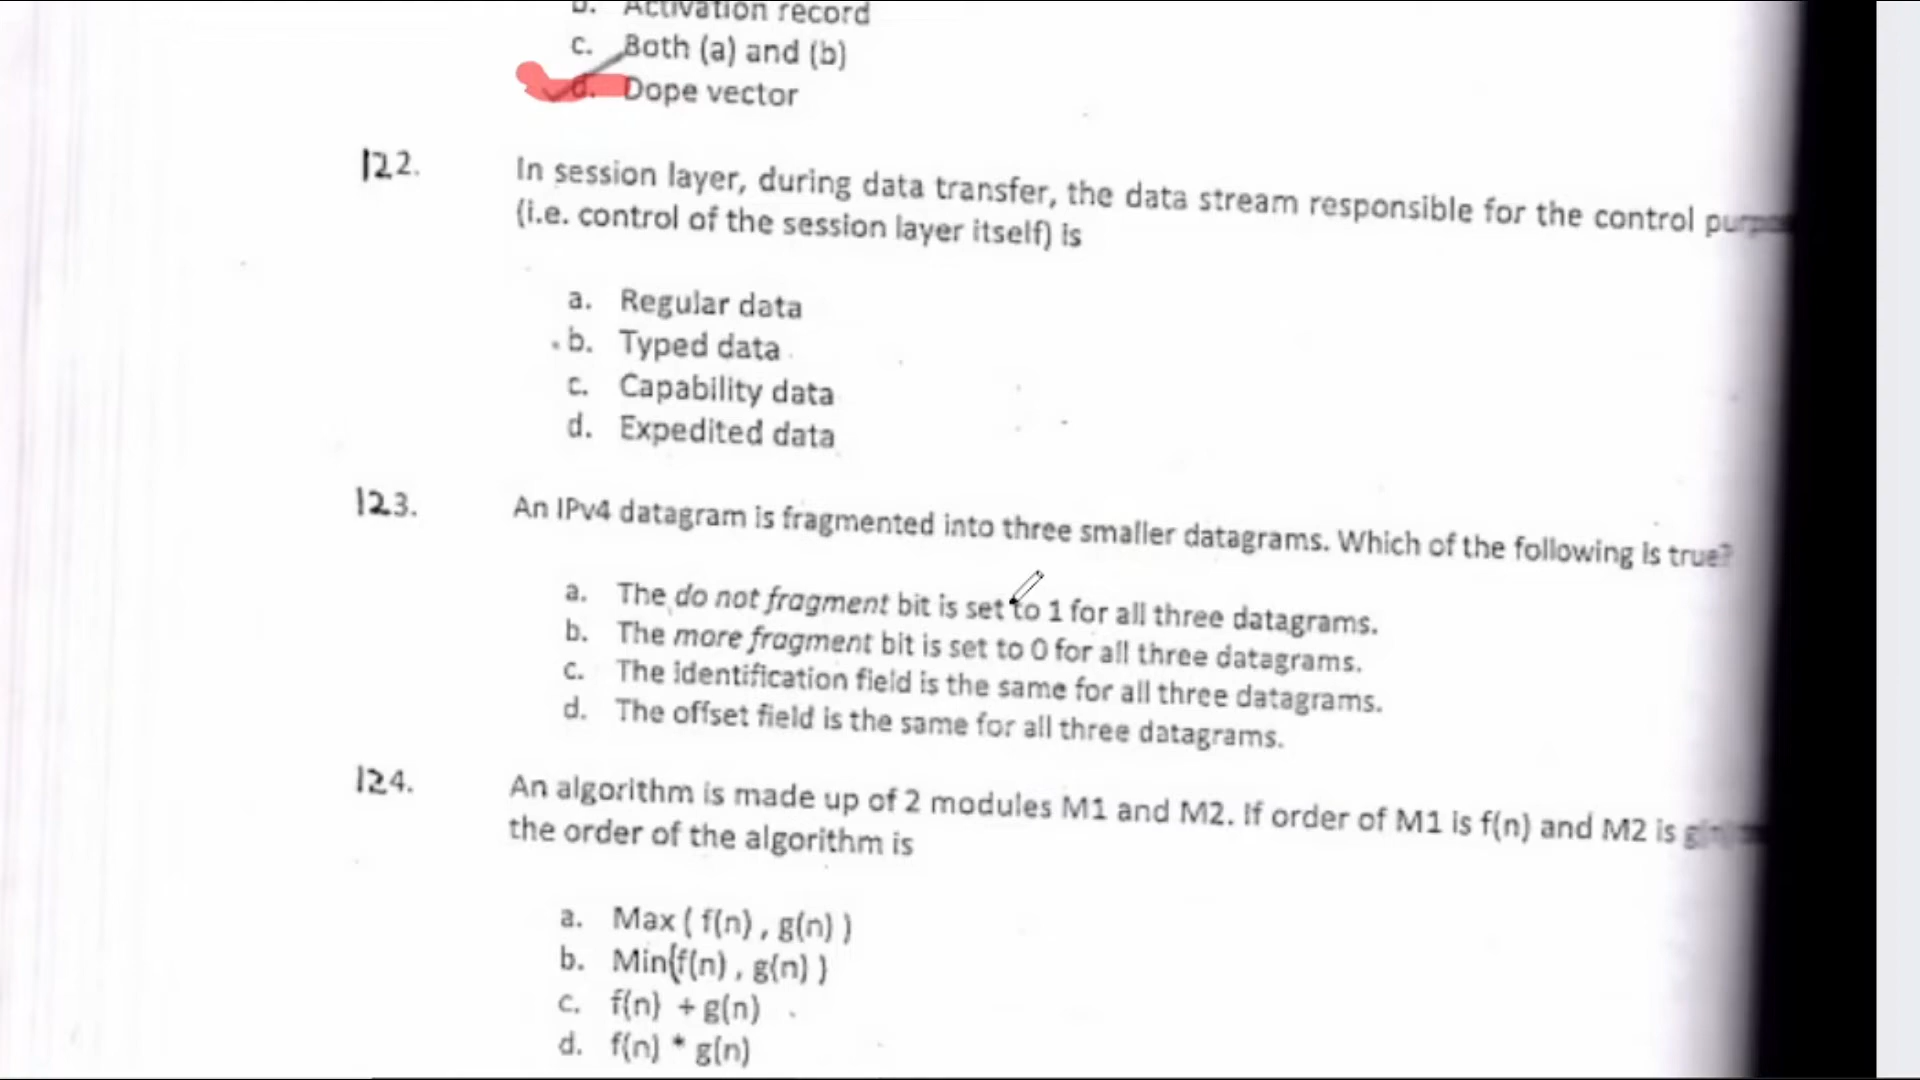 b. Activation record
c. Both (a) and (b)
d. Dope vector
122. In session layer, during data transfer, the data stream responsible for the control
(i.e. control of the session layer itself) is
a. Regular data
b. Typed data
c. Capability data
d. Expedited data
123. An IPv4 datagram is fragmented into three smaller datagrams. Which of the following is true?
a. The do not fragment bit is set to 1 for all three datagrams.
b. The more fragment bit is set to 0 for all three datagrams.
c. The identification field is the same for all three datagrams.
d. The offset field is the same for all three datagrams.
124. An algorithm is made up of 2 modules M1 and M2. If order of M1 is f(n) and M2 is
the order of the algorithm is
a. Max ( f(n) , g(n) )
b. Min(f(n) , g(n) )
c. f(n) + g(n)
d. f(n) * g(n)